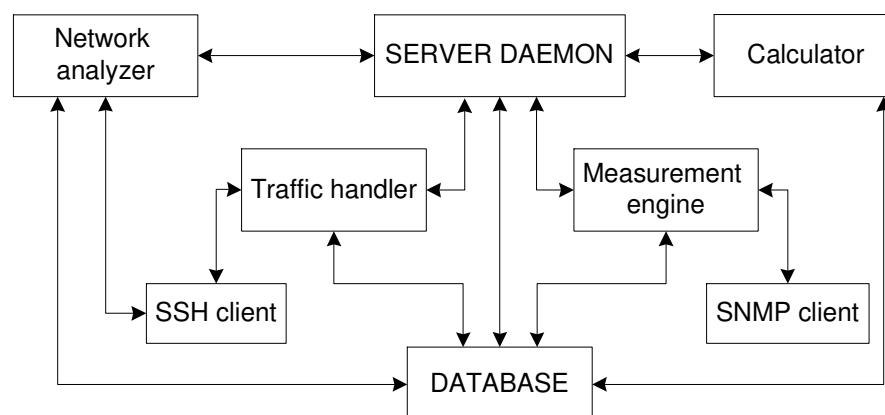 Network
analyzer
SERVER DAEMON
Calculator
Traffic handler
Measurement
engine
SSH client
SNMP client
DATABASE